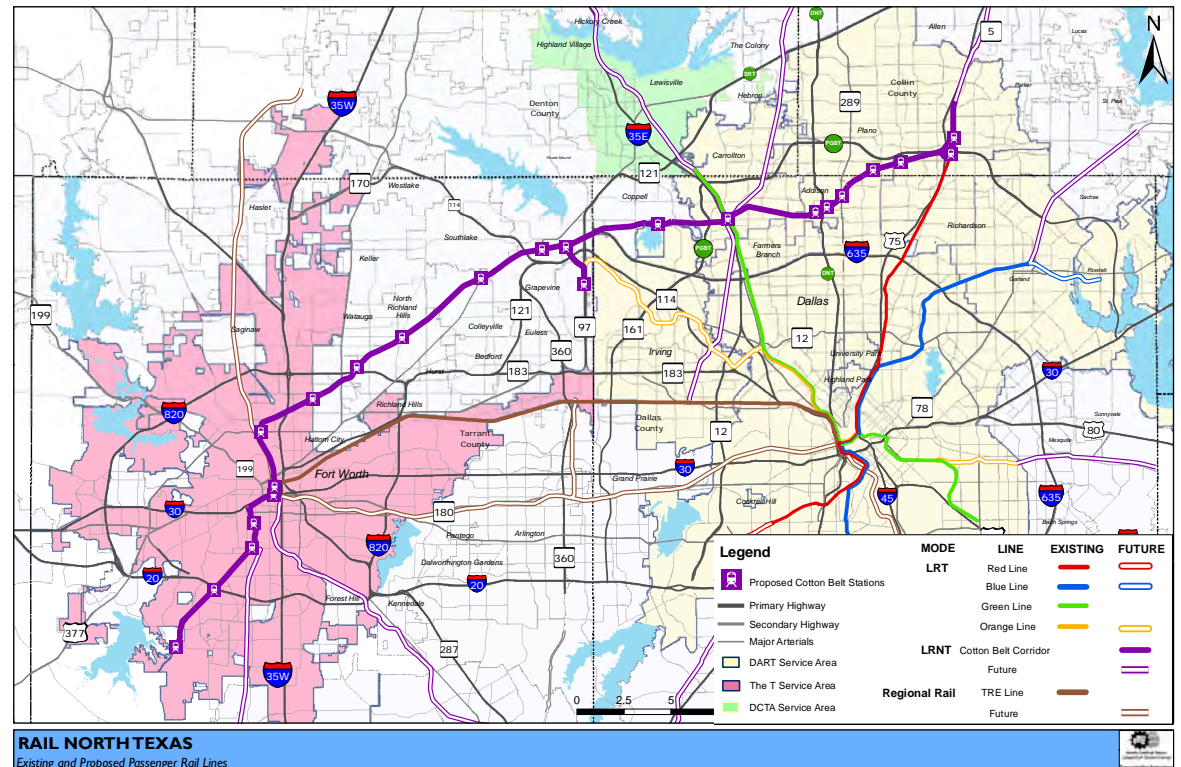 Hickory Creek
Allen
5
Lucas
N
DNT
Highland Village
The Colony
Lewisville
SRT
Hebron
Collin
County
Parker
St. Paul
35W
Denton
County
289
35E
Plano
PGBT
Carrollton
121
170
Westlake
Coppell
Addison
Sachse
114
Haslet
Southlake
Richardson
75
Farmers
Branch
635
PGBT
Keller
DNT
Garland
Rowlett
Grapevine
114
Dallas
North
Richland
Hills
121
199
Saginaw
Watauga
Colleyville
97
161
78
Euless
12
Irving
360
University Park
Bedford
Hurst
183
183
Highland Park
30
Richland Hills
820
78
Sunnyvale
Dallas
County
12
80
Haltom City
Tarrant
County
Mesquite
199
Fort Worth
30
Grand Prairie
45
635
Cockrell Hill
30
180
Balch Springs
Pantego
Arlington
820
360
Dalworthington Gardens
20
20
Forest Hill
Kennedale
377
287
35W
0 2.5 5
Legend
Proposed Cotton Belt Stations
Primary Highway
Secondary Highway
Major Arterials
DART Service Area
The T Service Area
DCTA Service Area
MODE LINE EXISTING FUTURE
LRT Red Line
Blue Line
Green Line
Orange Line
LRNT Cotton Belt Corridor
Future
Regional Rail TRE Line
Future
RAIL NORTH TEXAS
Existing and Proposed Passenger Rail Lines